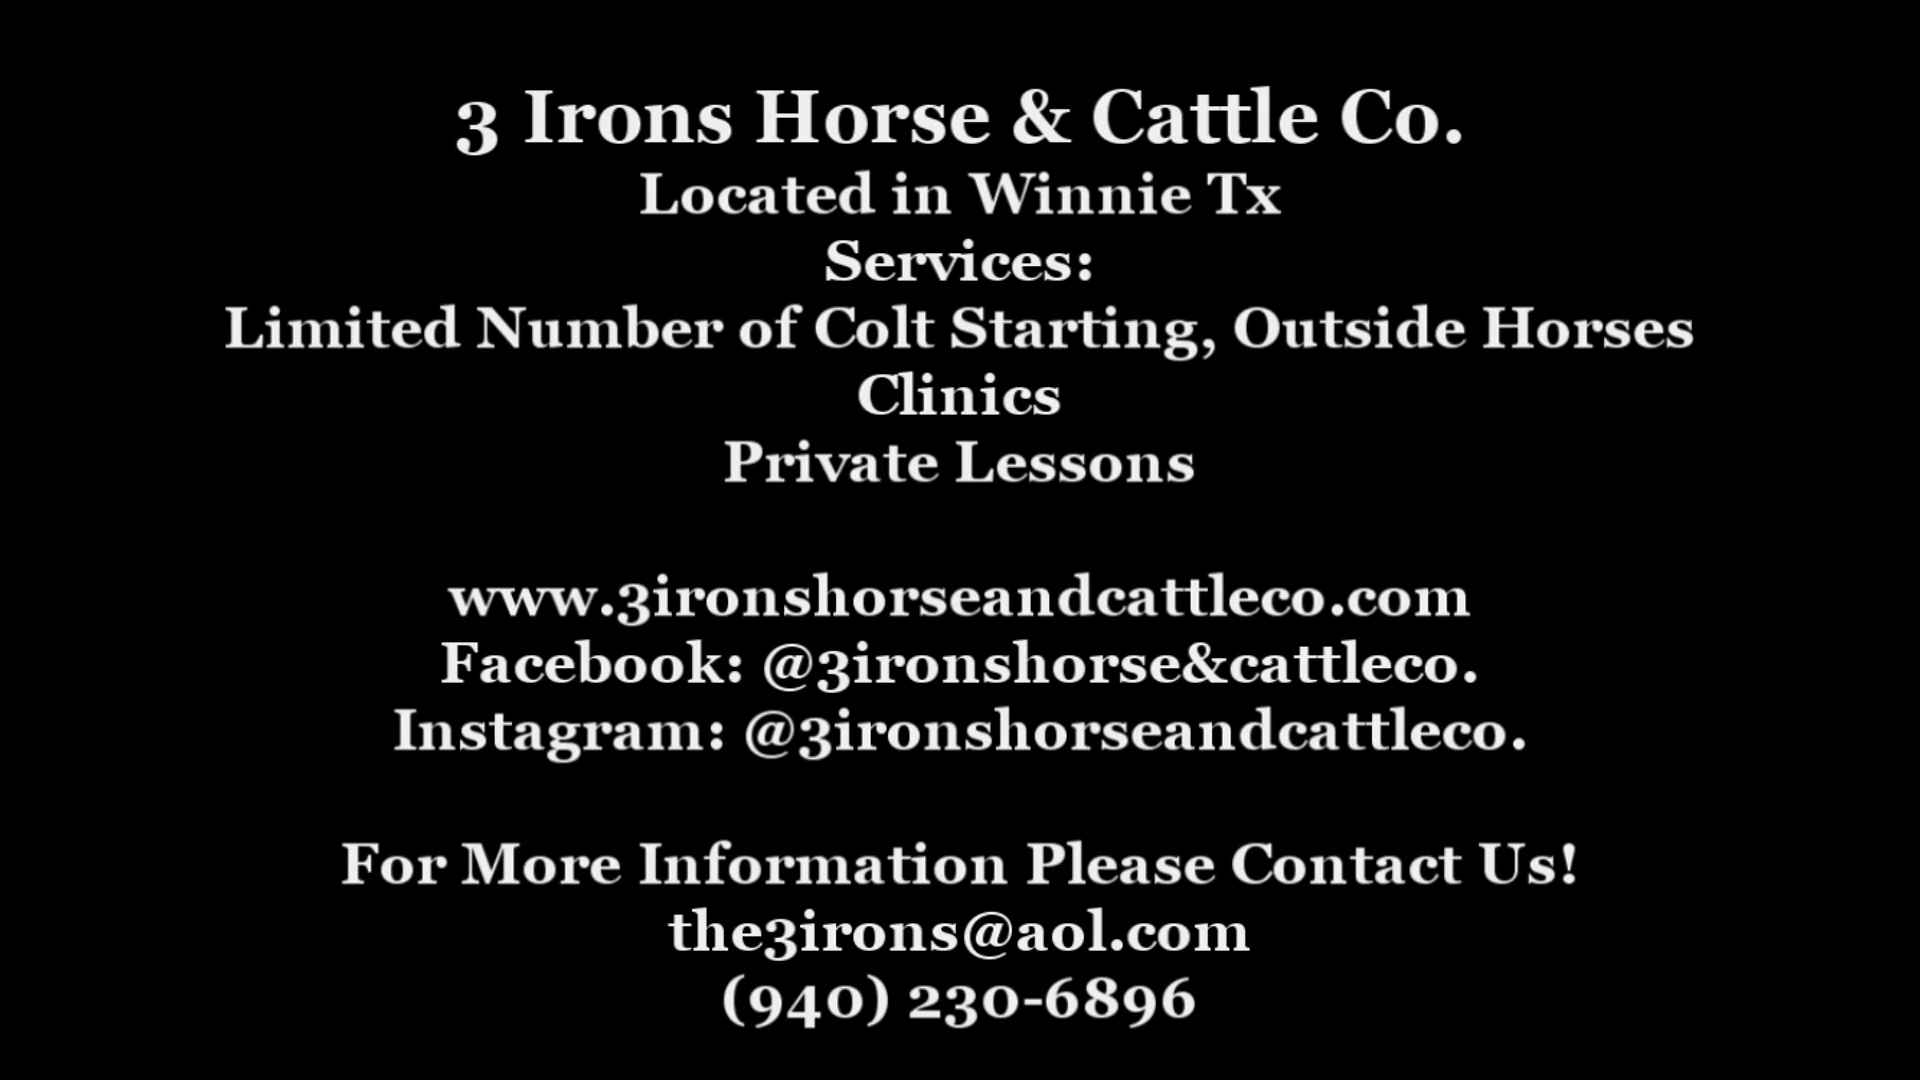 3 Irons Horse & Cattle Co.
Located in Winnie Tx
Services:
Limited Number of Colt Starting, Outside Horses
Clinics
Private Lessons
www.3ironshorseandcattleco.com
Facebook: @3ironshorse&cattleco.
Instagram: @3ironshorseandcattleco.
For More Information Please Contact Us!
the3irons@aol.com
(940) 230-6896